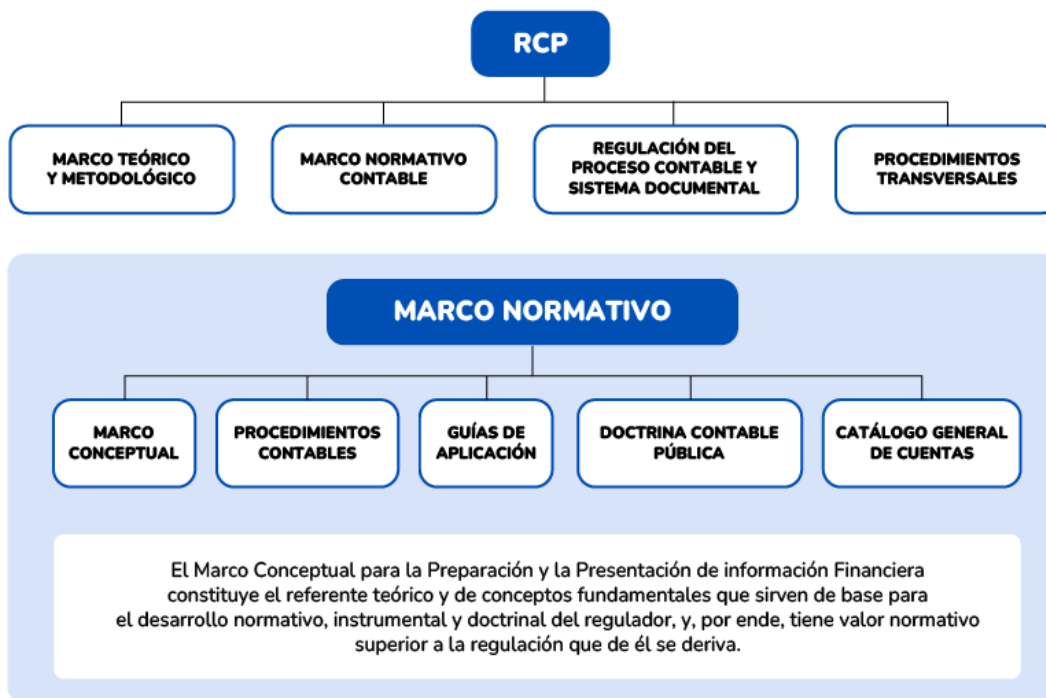 RCP
MARCO TEÓRICO
Y METODOLÓGICO
MARCO NORMATIVO
CONTABLE
REGULACIÓN DEL
PROCESO CONTABLE Y
SISTEMA DOCUMENTAL
PROCEDIMIENTOS
TRANSVERSALES
MARCO NORMATIVO
MARCO
CONCEPTUAL
PROCEDIMIENTOS
CONTABLES
GUÍAS DE
APLICACIÓN
DOCTRINA CONTABLE
PÚBLICA
CATÁLOGO GENERAL
DE CUENTAS
El Marco Conceptual para la Preparación y la Presentación de información Financiera
constituye el referente teórico y de conceptos fundamentales que sirven de base para
el desarrollo normativo, instrumental y doctrinal del regulador, y, por ende, tiene valor normativo
superior a la regulación que de él se deriva.